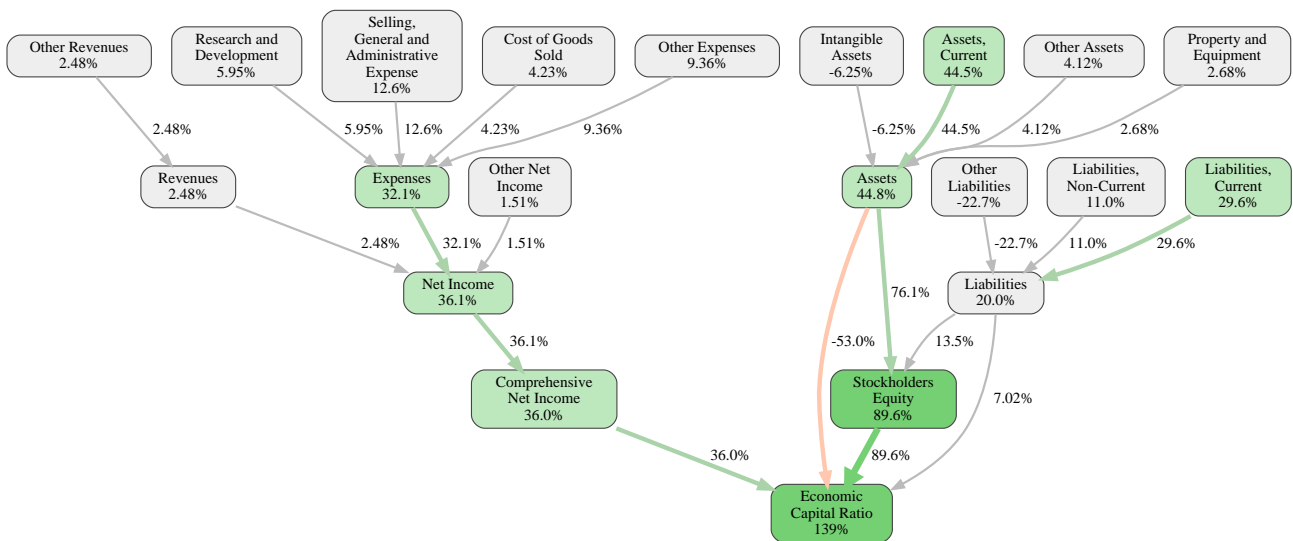 Other Revenues
2.48%
Research and
Development
5.95%
Selling,
General and
Administrative
Expense
12.6%
Cost of Goods
Sold
4.23%
Other Expenses
9.36%
Intangible
Assets
-6.25%
Assets,
Current
44.5%
Other Assets
4.12%
Property and
Equipment
2.68%
2.48%
5.95%
12.6%
4.23%
9.36%
-6.25%
44.5%
4.12%
2.68%
Revenues
2.48%
Expenses
32.1%
Other Net
Income
1.51%
Assets
44.8%
Other
Liabilities
-22.7%
Liabilities,
Non-Current
11.0%
Liabilities,
Current
29.6%
2.48%
32.1%
1.51%
-22.7%
11.0%
29.6%
Net Income
36.1%
76.1%
Liabilities
20.0%
36.1%
-53.0%
13.5%
Comprehensive
Net Income
36.0%
Stockholders
Equity
89.6%
7.02%
36.0%
89.6%
Economic
Capital Ratio
139%